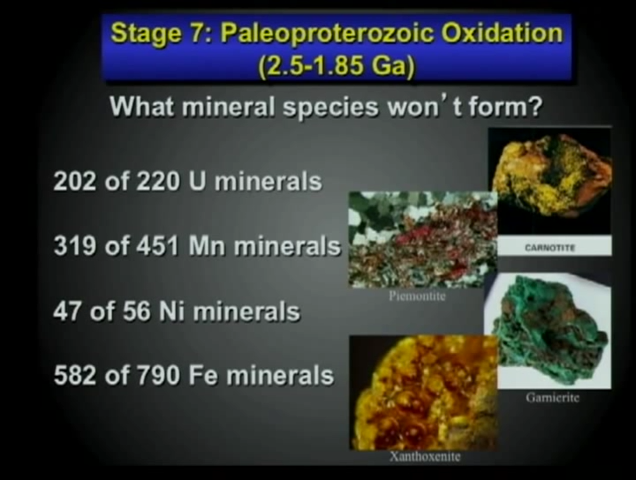 Stage 7: Paleoproterozoic Oxidation
(2.5-1.85 Ga)
What mineral species won’t form?
202 of 220 U minerals
319 of 451 Mn minerals
47 of 56 Ni minerals
582 of 790 Fe minerals
CARNOTITE
Piemontite
Garnierite
Xanthoxenite